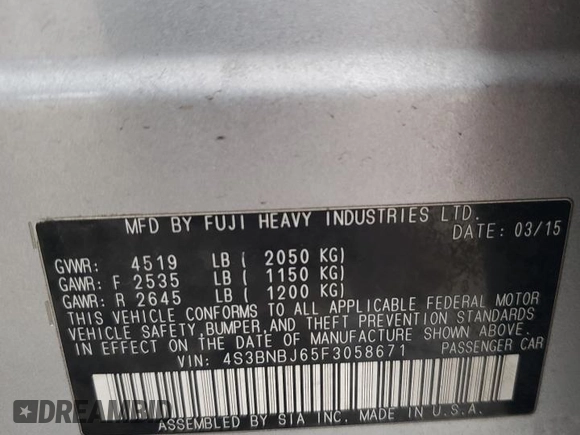 MFD BY FUJI HEAVY INDUSTRIES LTD.
DATE: 03/15
GVWR: 4519 LB ( 2050 KG)
GAWR: F 2535 LB ( 1150 KG)
GAWR: R 2645 LB ( 1200 KG)
THIS VEHICLE CONFORMS TO ALL APPLICABLE FEDERAL MOTOR
VEHICLE SAFETY,BUMPER,AND THEFT PREVENTION STANDARDS
IN EFFECT ON THE DATE OF MANUFACTURE SHOWN ABOVE.
VIN: 4S3BNBJ65F3058671 PASSENGER CAR
ASSEMBLED BY SIA INC. MADE IN U.S.A.
DREAMBID